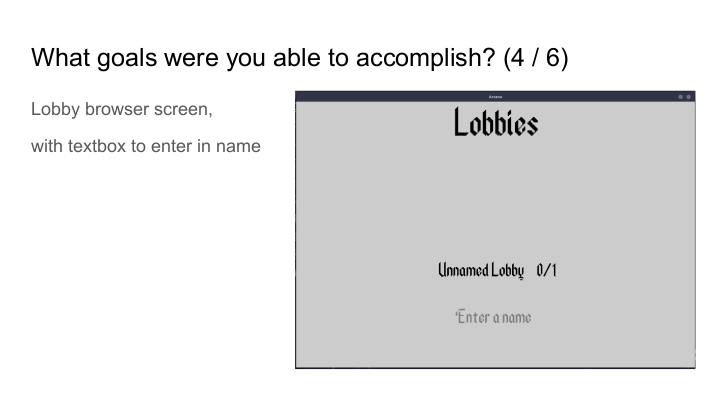 What goals were you able to accomplish? (4 / 6)
Lobby browser screen,
with textbox to enter in name
Arcana
Lobbies
Unnamed Lobby 0/1
Enter a name